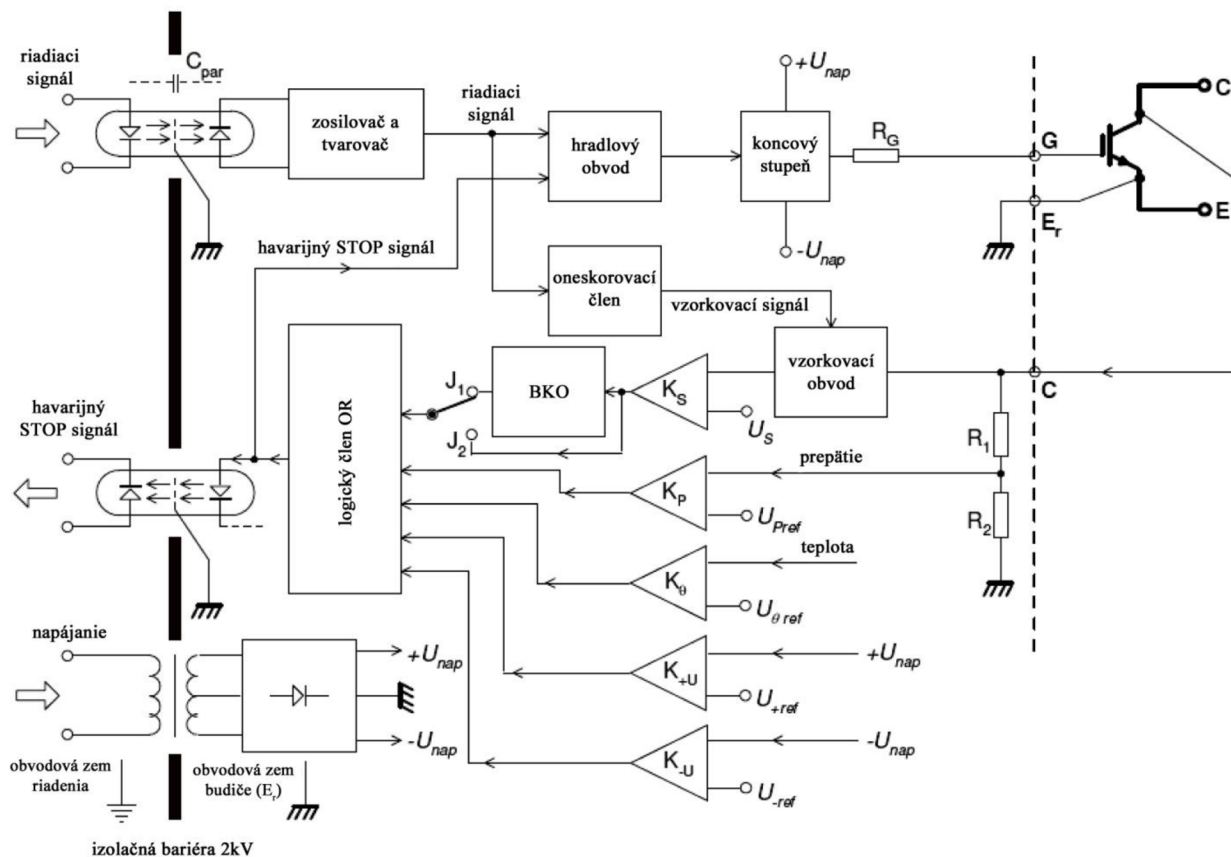 riadiaci
signál
C_par
zosilovač a
tvarovač
riadiaci
signál
hradlový
obvod
+U_nap
koncový
stupeň
-U_nap
R_G
G
E_r
C
E
havarijný STOP signál
oneskorovací
člen
vzorkovací signál
vzorkovací
obvod
C
logický člen OR
J_1
J_2
BKO
K_S
U_S
R_1
R_2
havarijný
STOP signál
prepätie
K_P
U_Pref
teplota
K_θ
U_θ ref
napájanie
+U_nap
-U_nap
K_+U
+U_nap
U_+ref
K_-U
-U_nap
U_-ref
obvodová zem
riadenia
obvodová zem
budiče (E_r)
izolačná bariéra 2kV